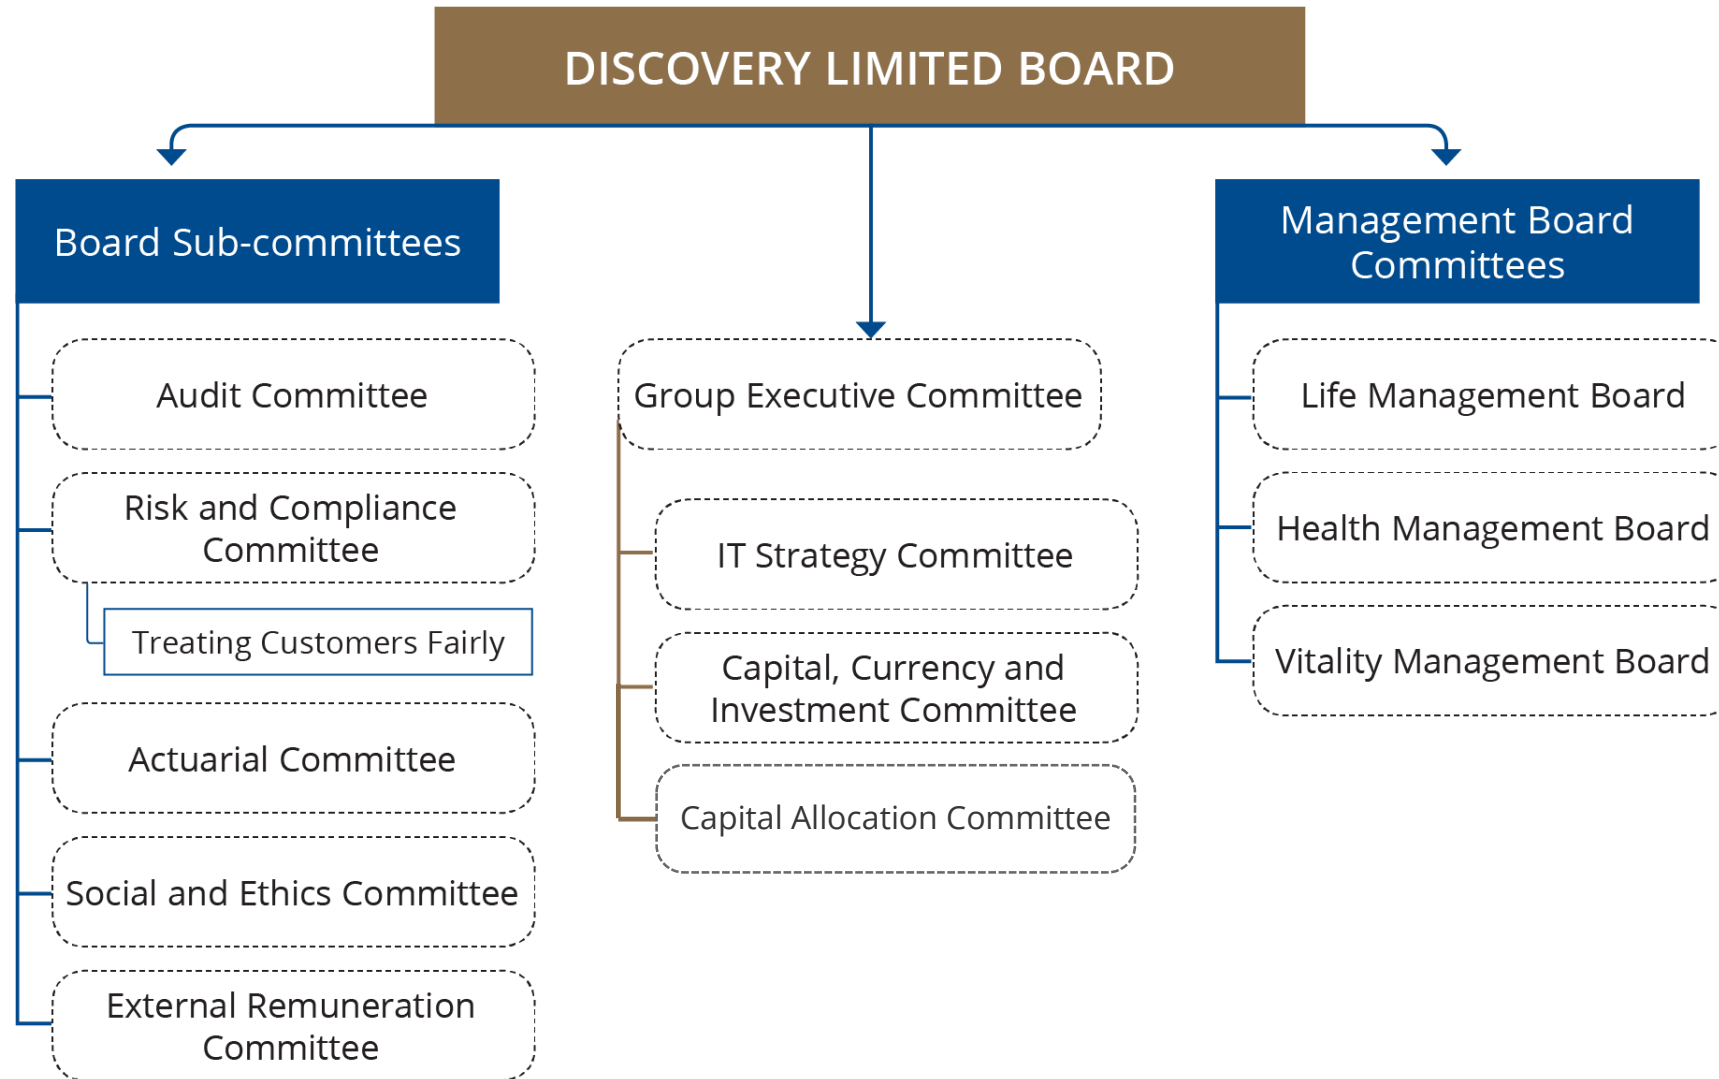 DISCOVERY LIMITED BOARD
Board Sub-committees
Audit Committee
Risk and Compliance
Committee
Treating Customers Fairly
Actuarial Committee
Social and Ethics Committee
External Remuneration
Committee
Group Executive Committee
IT Strategy Committee
Capital, Currency and
Investment Committee
Capital Allocation Committee
Management Board
Committees
Life Management Board
Health Management Board
Vitality Management Board